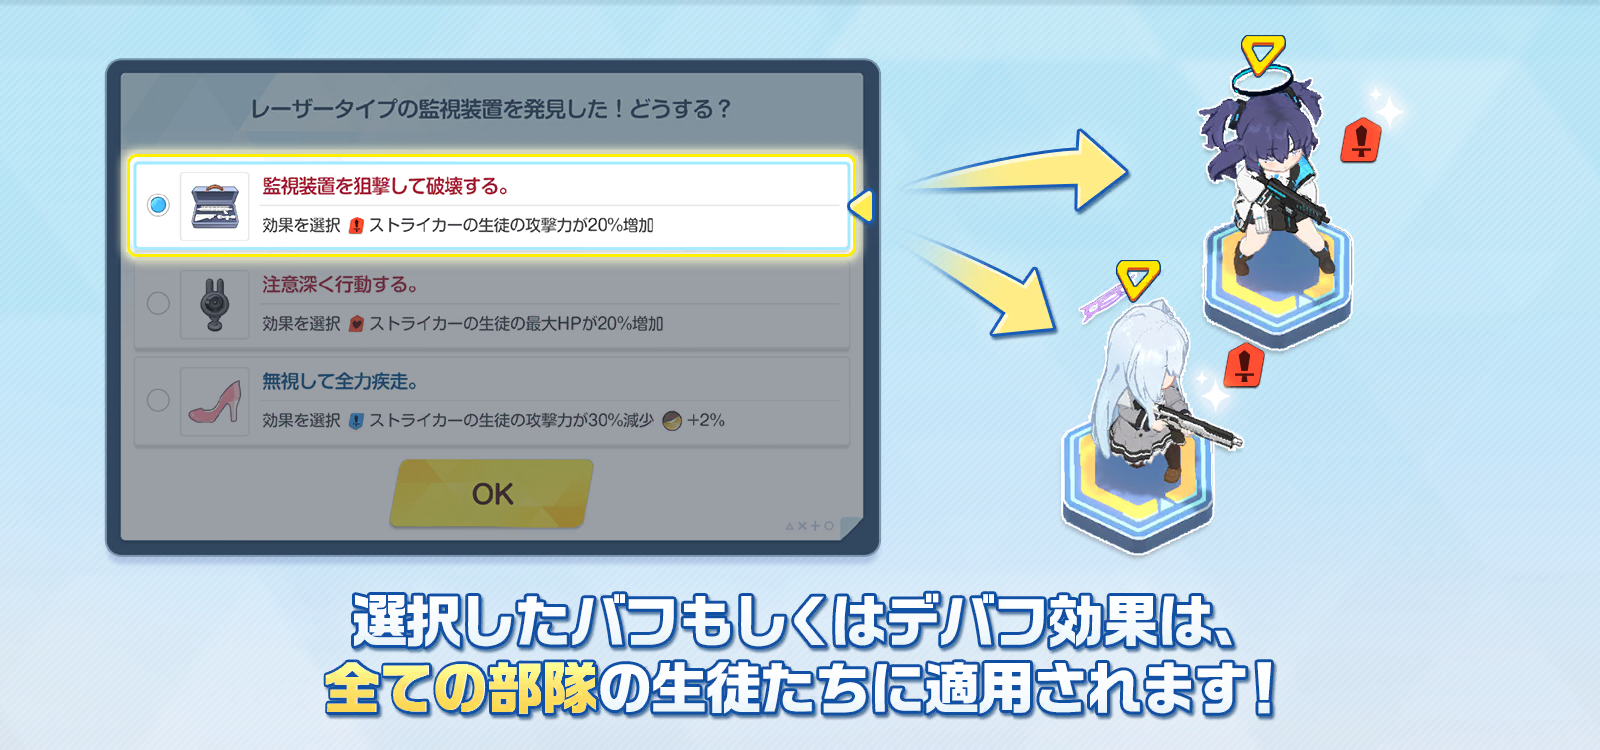 レーザータイプの監視装置を発見した！どうする？
監視装置を狙撃して破壊する。
効果を選択 ストライカーの生徒の攻撃力が20%増加
注意深く行動する。
効果を選択 ストライカーの生徒の最大HPが20%増加
無視して全力疾走。
効果を選択 ストライカーの生徒の攻撃力が30%減少 +2%
OK
選択したバフもしくはデバフ効果は、
全ての部隊の生徒たちに適用されます！